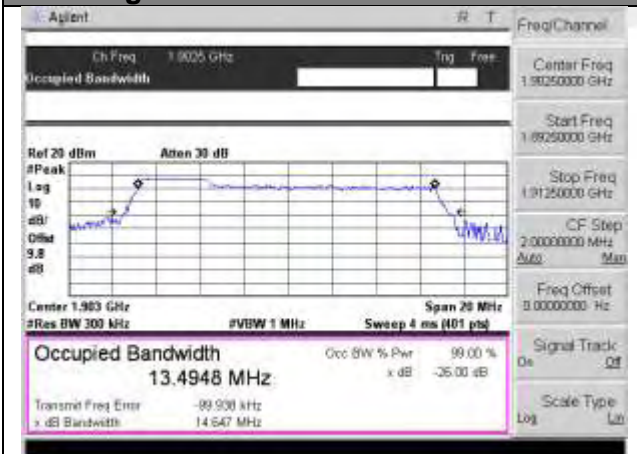 Agilent R T
Ch Freq 1.9025 GHz Trig Free
Occupied Bandwidth
Ref 20 dBm Atten 30 dB
#Peak
Log
10
dB/
Offst
9.8
dB
Center 1.903 GHz Span 20 MHz
#Res BW 300 kHz #VBW 1 MHz Sweep 4 ms (401 pts)
Occupied Bandwidth Occ BW % Pwr 99.00 %
13.4948 MHz x dB -26.00 dB
Transmit Freq Error -99.938 kHz
x dB Bandwidth 14.647 MHz
Freq/Channel
Center Freq
1.90250000 GHz
Start Freq
1.89250000 GHz
Stop Freq
1.91250000 GHz
CF Step
2.00000000 MHz
Auto Man
Freq Offset
0.00000000 Hz
Signal Track
On Off
Scale Type
Log Lin